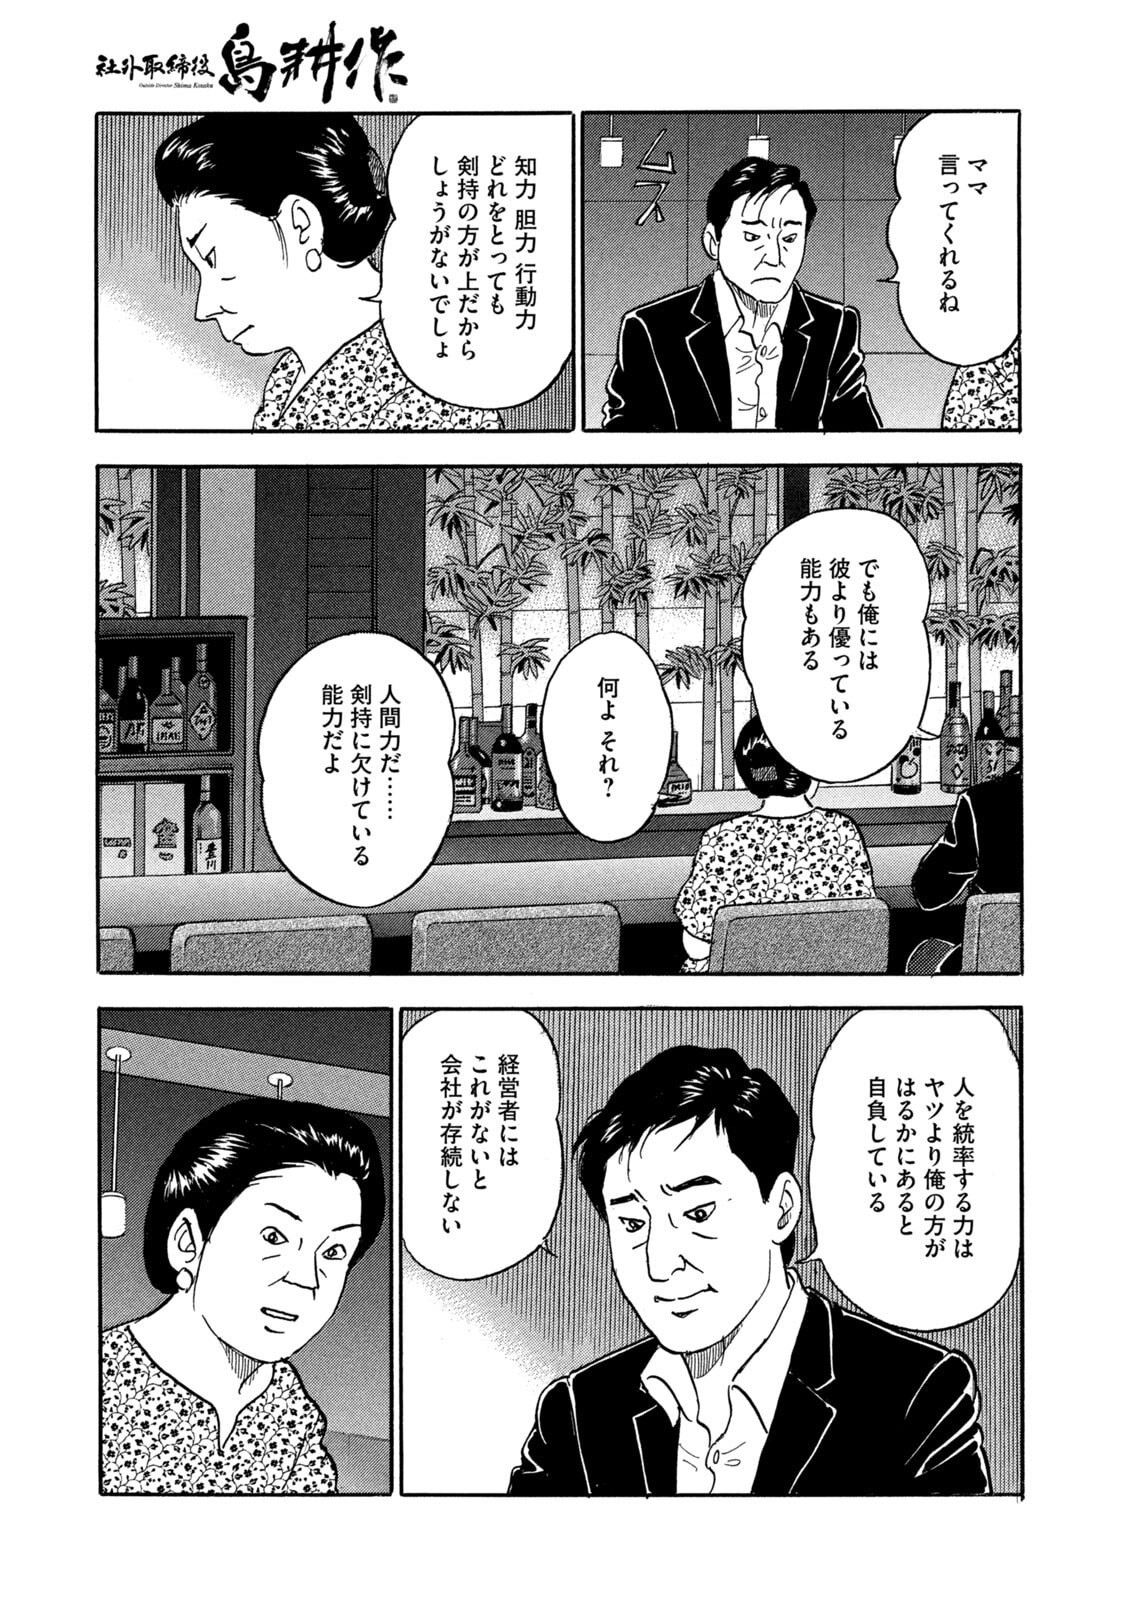 社外取締役 島耕作
Outside Director Shima Kosaku
ママ
言ってくれるね
ムスッ
知力 胆力 行動力
どれをとっても
剣持の方が上だから
しょうがないでしょ
でも俺には
彼より優っている
能力もある
何よ それ?
人間力だ……
剣持に欠けている
能力だよ
人を統率する力は
ヤツより俺の方が
はるかにあると
自負している
経営者には
これがないと
会社が存続しない